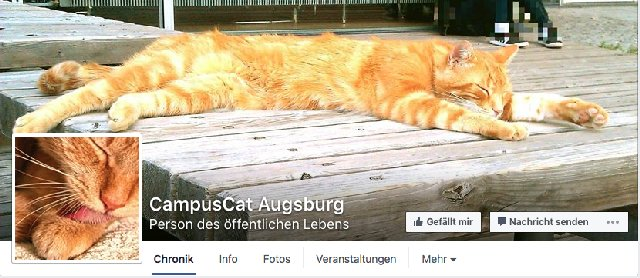 CampusCat Augsburg
Person des öffentlichen Lebens
Gefällt mir
Nachricht senden
Chronik Info Fotos Veranstaltungen Mehr